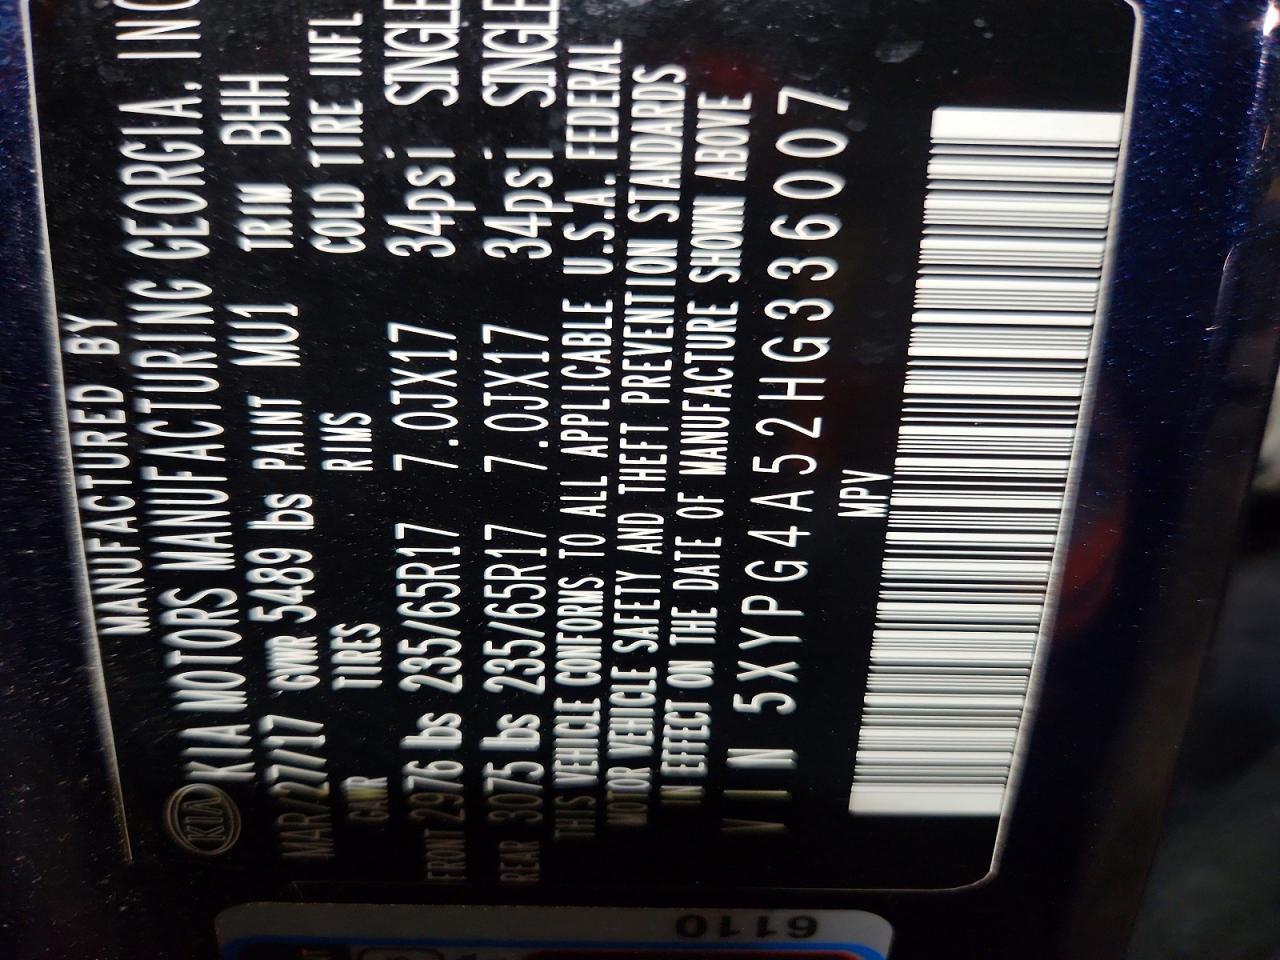 MANUFACTURED BY
KIA KIA MOTORS MANUFACTURING GEORGIA, INC
MAR/27/17 GVWR 5489 lbs PAINT MU1 TRIM BHH
GAWR TIRES RIMS COLD TIRE INFL
FRONT 2976 lbs 235/65R17 7.0JX17 34psi SINGLE
REAR 3075 lbs 235/65R17 7.0JX17 34psi SINGLE
THIS VEHICLE CONFORMS TO ALL APPLICABLE U.S.A. FEDERAL
MOTOR VEHICLE SAFETY AND THEFT PREVENTION STANDARDS
IN EFFECT ON THE DATE OF MANUFACTURE SHOWN ABOVE
VIN 5XYPG4A52HG336007
MPV
6110